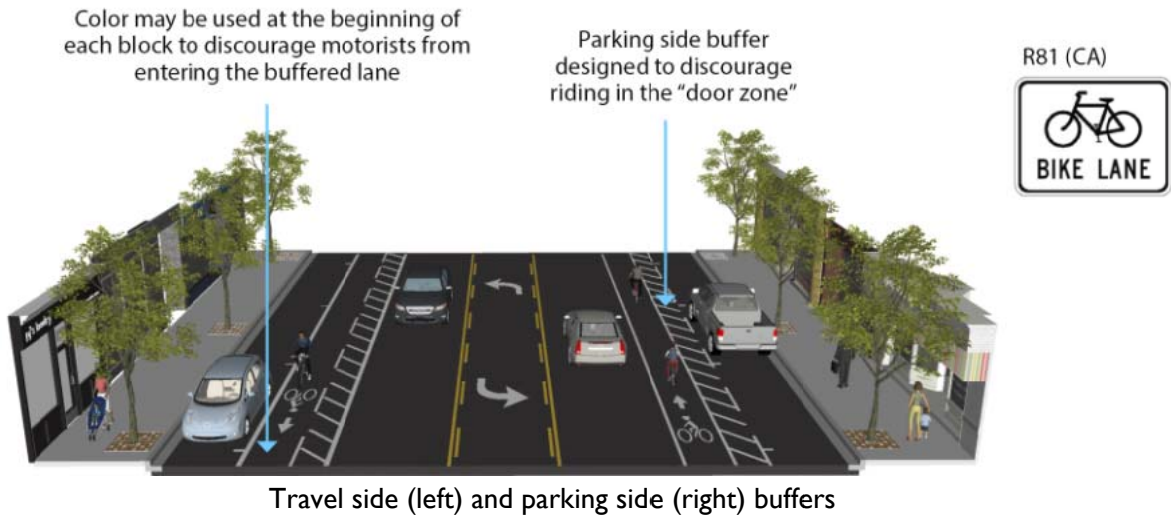 Color may be used at the beginning of
each block to discourage motorists from
entering the buffered lane
Parking side buffer
designed to discourage
riding in the "door zone"
R81 (CA)
BIKE LANE
Travel side (left) and parking side (right) buffers